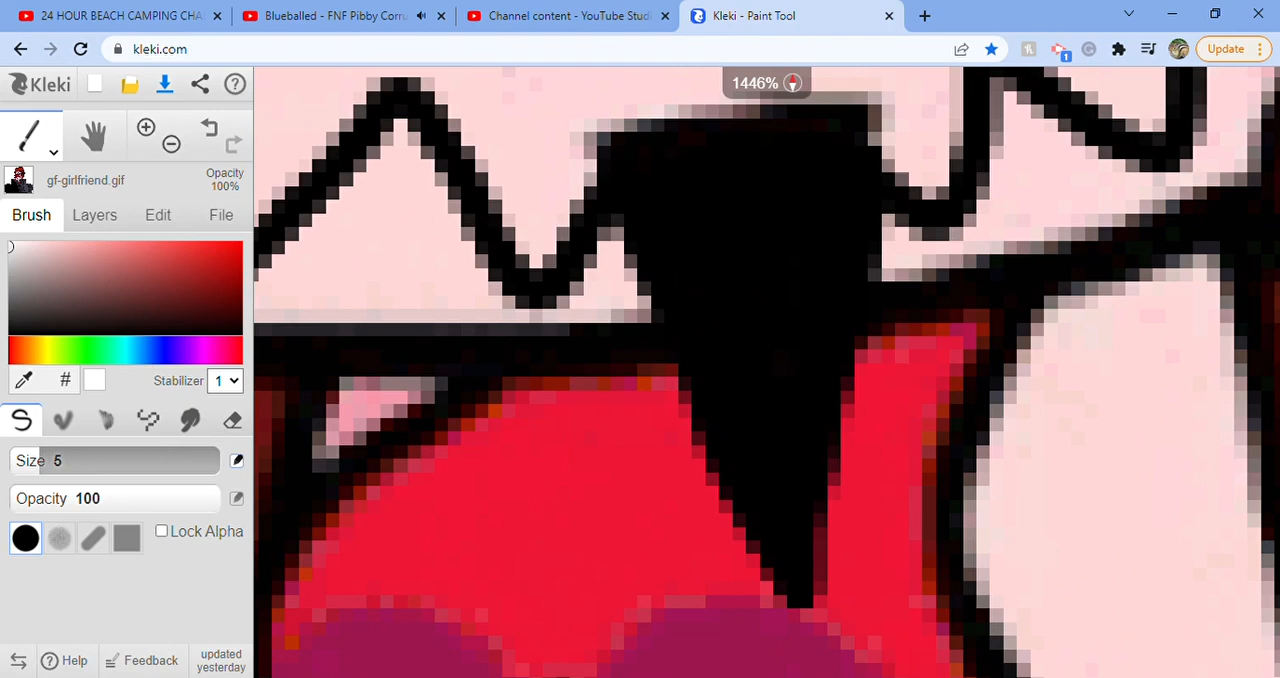 24 HOUR BEACH CAMPING CHA
Blueballed - FNF Pibby Corru
Channel content - YouTube Studi
Kleki - Paint Tool
kleki.com
Update
1
Kleki
1446%
gf-girlfriend.gif
Opacity
100%
Brush Layers Edit File
# Stabilizer 1
Size 5
Opacity 100
Lock Alpha
Help Feedback updated
yesterday